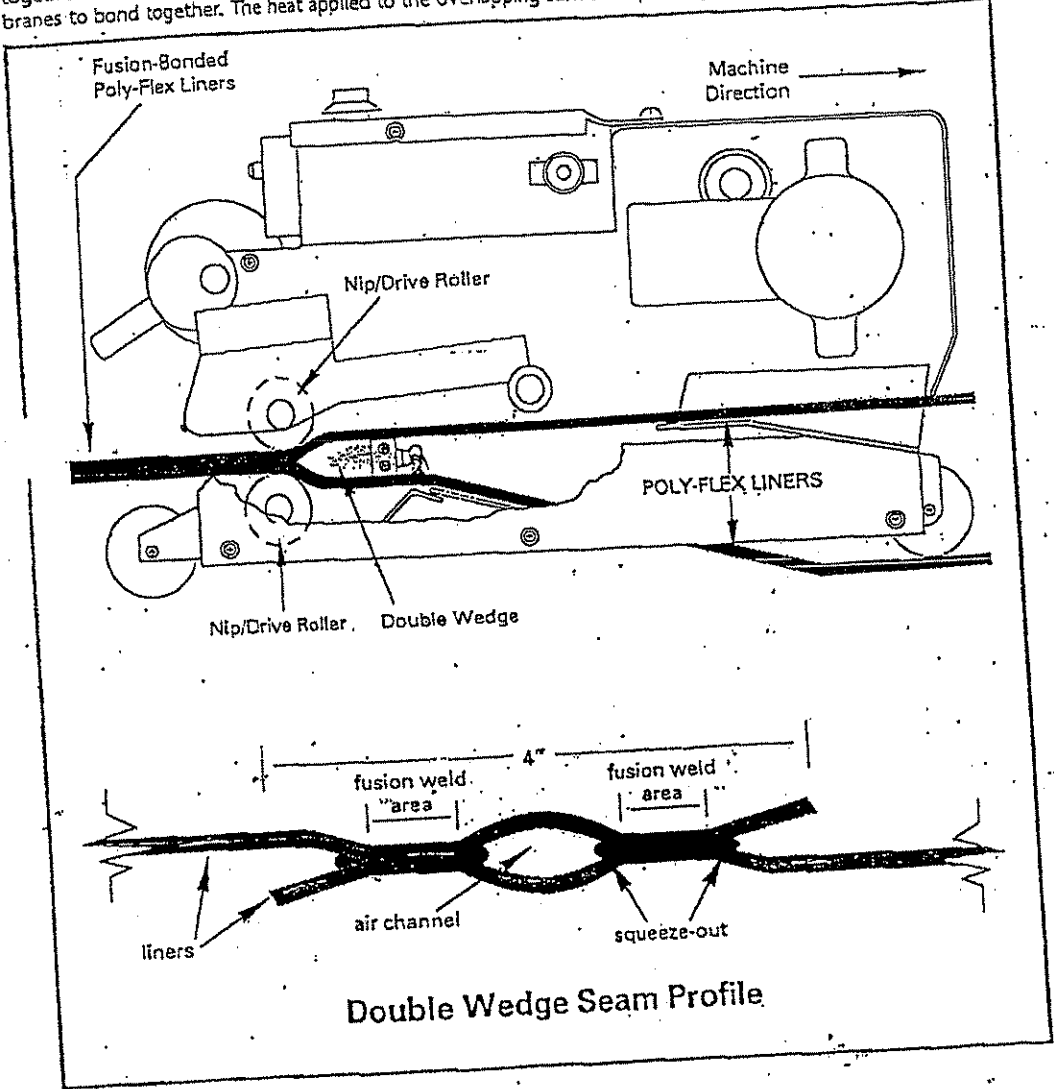 branes to bond together. The heat applied to the overlapping
Fusion-Bonded
Poly-Flex Liners
Machine
Direction
Nip/Drive Roller
POLY-FLEX LINERS
Nip/Drive Roller
Double Wedge
4"
fusion weld
area
fusion weld
area
liners
air channel
squeeze-out
Double Wedge Seam Profile